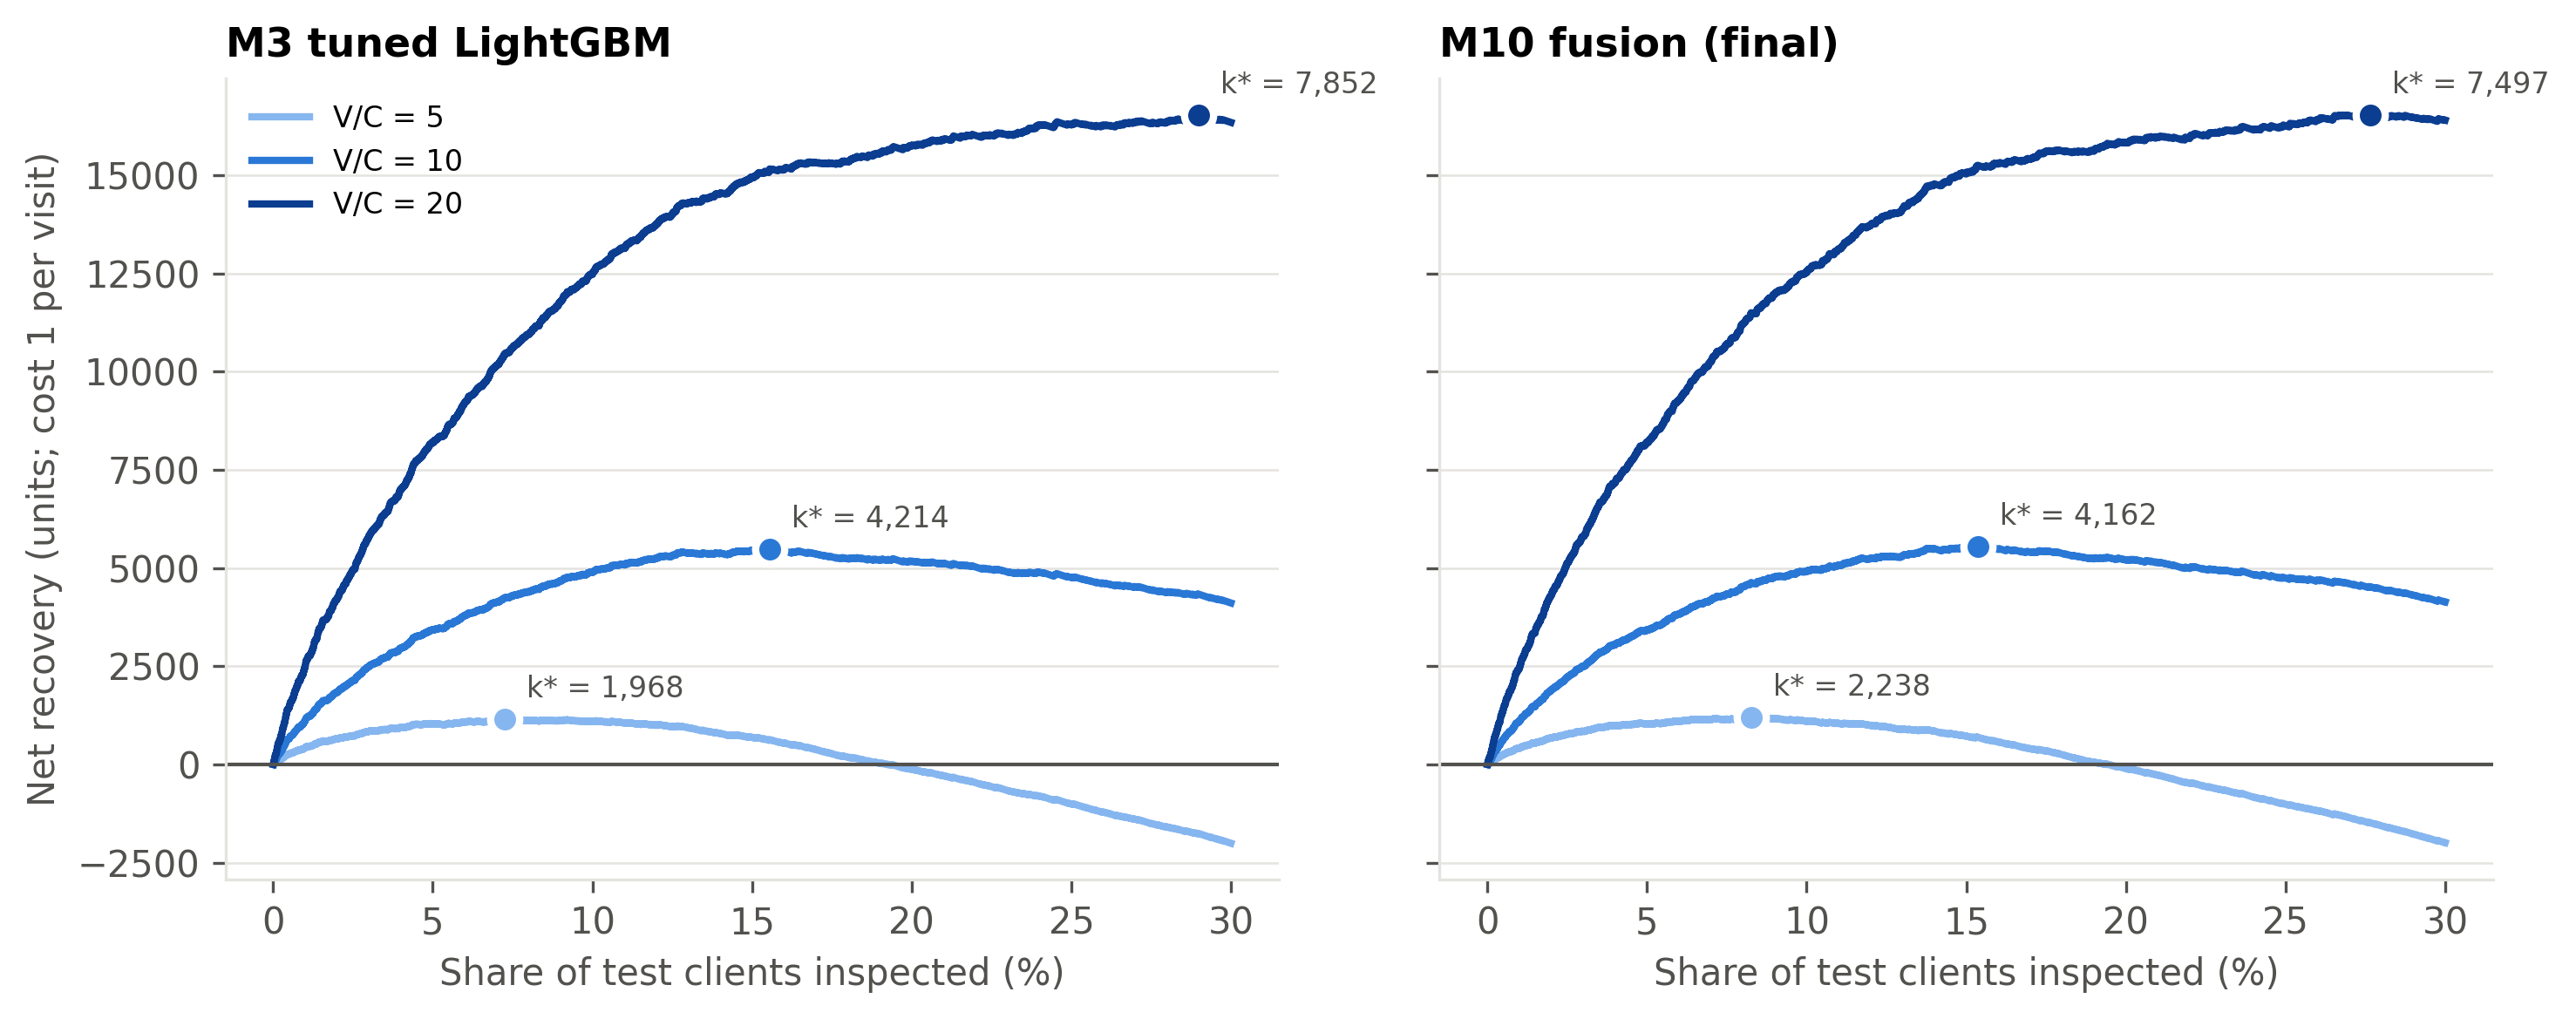 M3 tuned LightGBM
k* = 7,852
V/C = 5
V/C = 10
V/C = 20
k* = 4,214
k* = 1,968
Net recovery (units; cost 1 per visit)
15000
12500
10000
7500
5000
2500
0
−2500
0 5 10 15 20 25 30
Share of test clients inspected (%)
M10 fusion (final)
k* = 7,497
k* = 4,162
k* = 2,238
0 5 10 15 20 25 30
Share of test clients inspected (%)